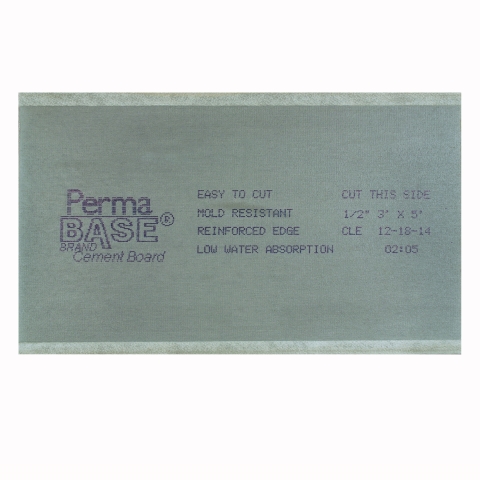 Perma
BASE®
BRAND
Cement Board
EASY TO CUT
MOLD RESISTANT
REINFORCED EDGE
LOW WATER ABSORPTION
CUT THIS SIDE
1/2" 3' X 5'
CLE 12-18-14
02:05